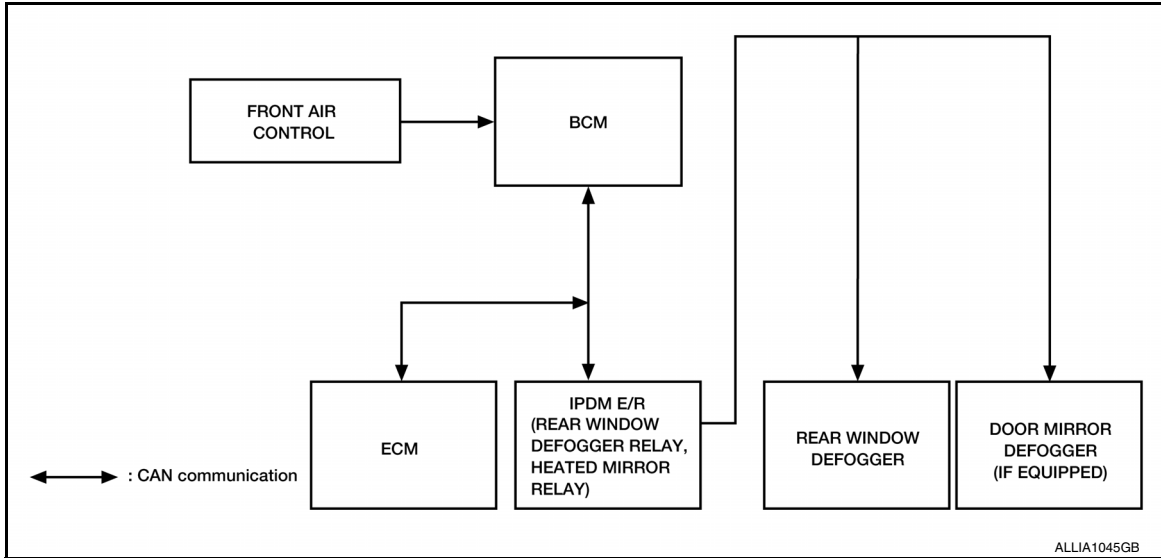 FRONT AIR
CONTROL
BCM
ECM
IPDM E/R
(REAR WINDOW
DEFOGGER RELAY,
HEATED MIRROR
RELAY)
REAR WINDOW
DEFOGGER
DOOR MIRROR
DEFOGGER
(IF EQUIPPED)
: CAN communication
ALLIA1045GB